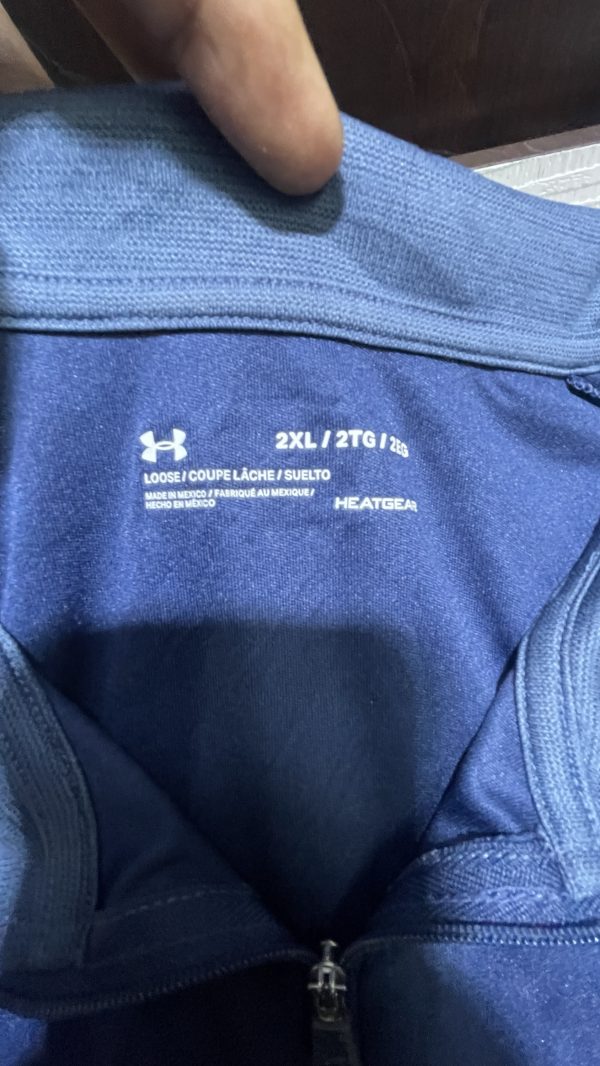 2XL / 2TG / 2EG
LOOSE / COUPE LÂCHE / SUELTO
MADE IN MEXICO / FABRIQUÉ AU MEXIQUE /
HECHO EN MÉXICO
HEATGEAR